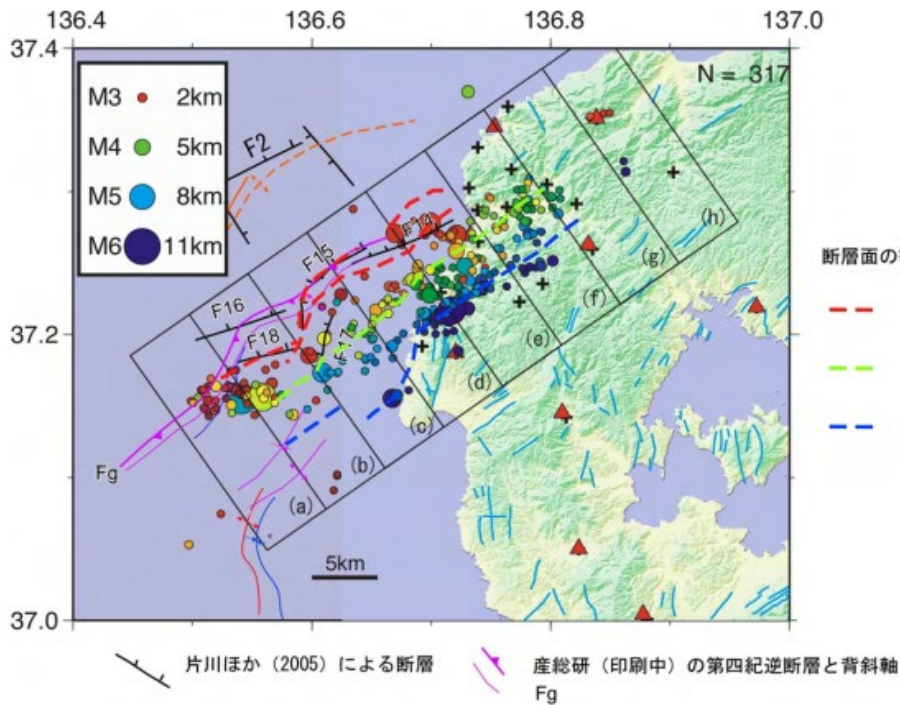 136.4
136.6
136.8
137.0
37.4
N = 317
M3
2km
M4
5km
M5
8km
M6
11km
F2
(h)
F14
(g)
F15
断層面の
(f)
F16
(e)
37.2
F18
F17
(d)
(c)
Fg
(b)
(a)
5km
37.0
片川ほか（2005）による断層
産総研（印刷中）の第四紀逆断層と背斜軸
Fg